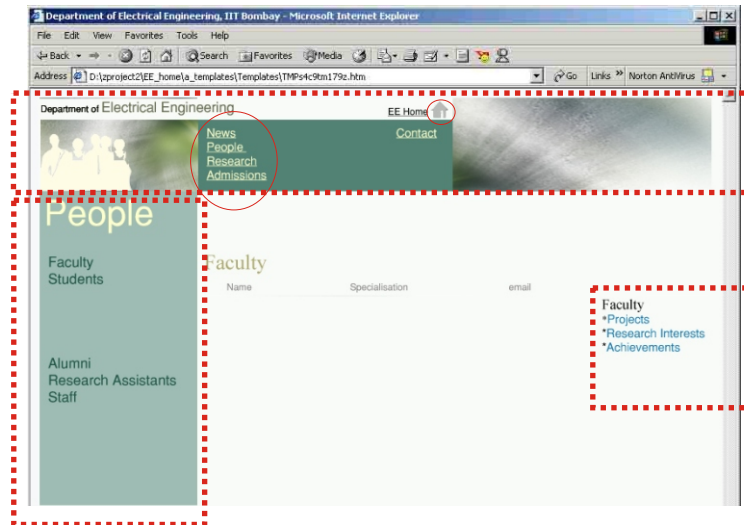 Department of Electrical Engineering, IIT Bombay - Microsoft Internet Explorer
File Edit View Favorites Tools Help
Back Search Favorites Media
Address D:\zproject2\EE_home\a_templates\Templates\TMPs4c9tm179z.htm Go Links » Norton AntiVirus
Department of Electrical Engineering
EE Home
News
Contact
People
Research
Admissions
People
Faculty
Students
Alumni
Research Assistants
Staff
Faculty
Name Specialisation email
Faculty
*Projects
*Research Interests
*Achievements